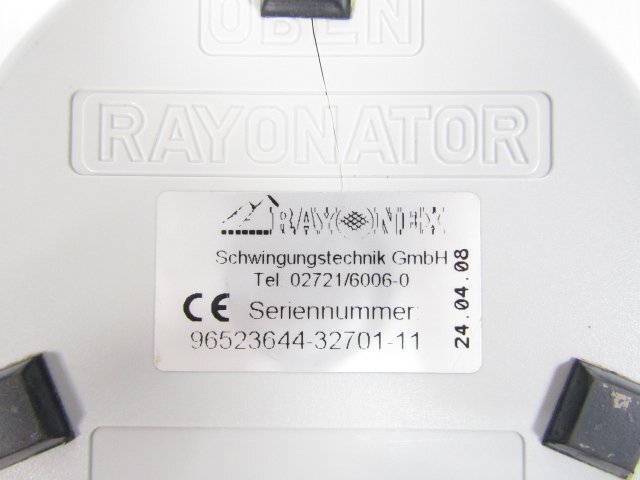 OBEN
RAYONATOR
RAYONEX
Schwingungstechnik GmbH
Tel: 02721/6006-0
CE Seriennummer:
96523644-32701-11
24.04.08